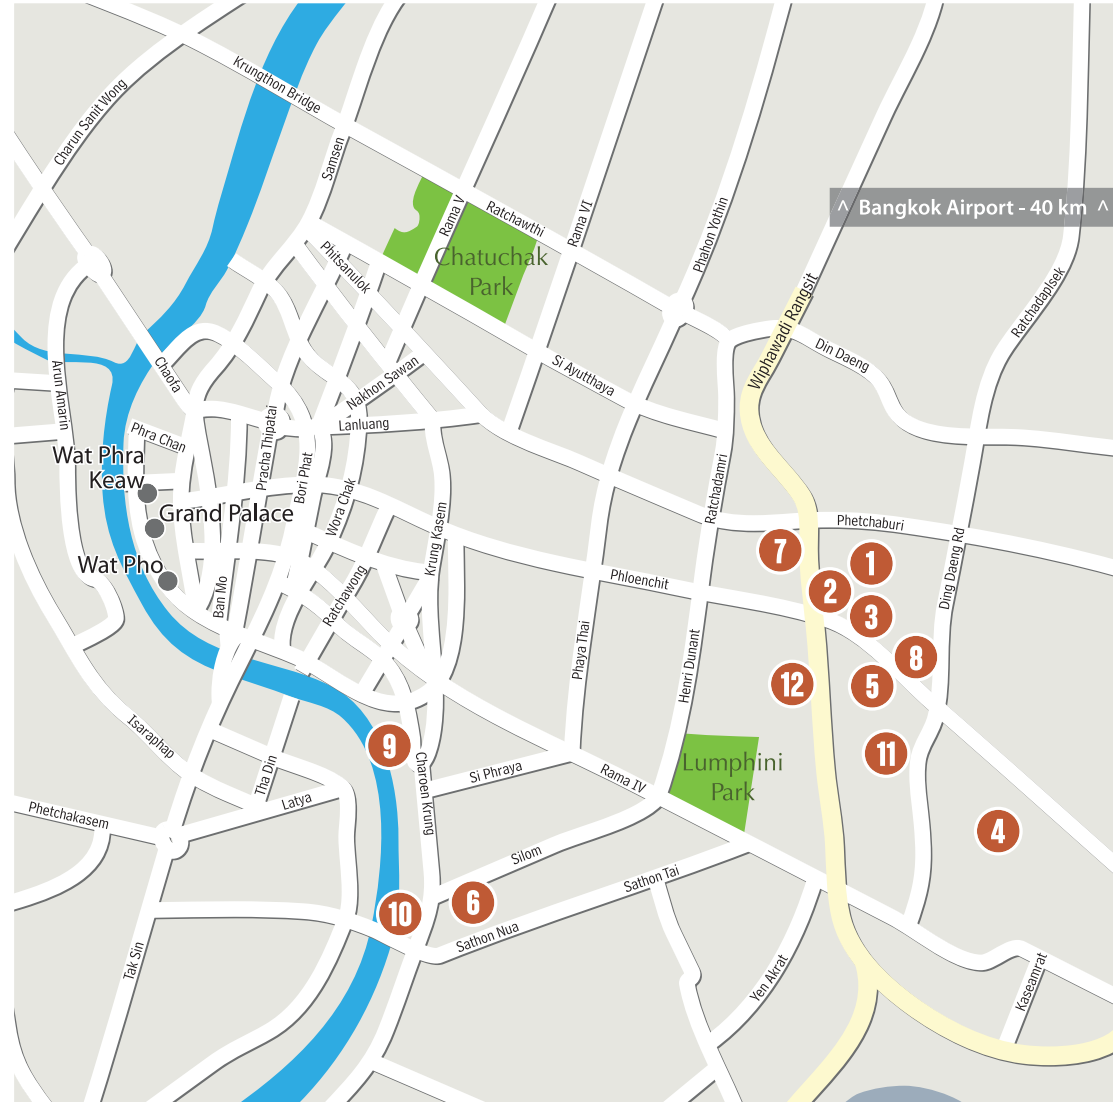 Krungthon Bridge
Charun Sanit Wong
Samsen
Rama V
Ratchawthi
Rama VI
Phahon Yothin
^ Bangkok Airport - 40 km ^
Phitsanulok
Chatuchak
Park
Wiphawadi Rangsit
Ratchadaplsek
Din Daeng
Arun Amarin
Chaofa
Nakhon Sawan
Si Ayutthaya
Lanluang
Phra Chan
Pracha Thipatai
Wat Phra
Keaw
Bori Phat
Wora Chak
Ratchadamri
Grand Palace
Krung Kasem
Phetchaburi
Wat Pho
Ban Mo
Ratchawong
Phloenchit
Ding Daeng Rd
7
1
2
3
Phaya Thai
Henri Dunant
8
12
5
Isaraphap
9
11
Tha Din
Charoen Krung
Si Phraya
Rama IV
Lumphini
Park
Latya
Phetchakasem
4
Silom
Sathon Tai
10
6
Sathon Nua
Tak Sin
Yen Akrat
Kaseamrat